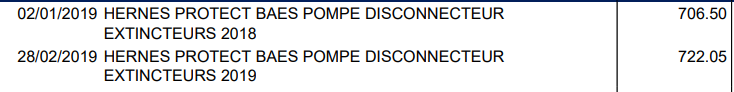 02/01/2019 HERNES PROTECT BAES POMPE DISCONNECTEUR 706.50
EXTINCTEURS 2018
28/02/2019 HERNES PROTECT BAES POMPE DISCONNECTEUR 722.05
EXTINCTEURS 2019